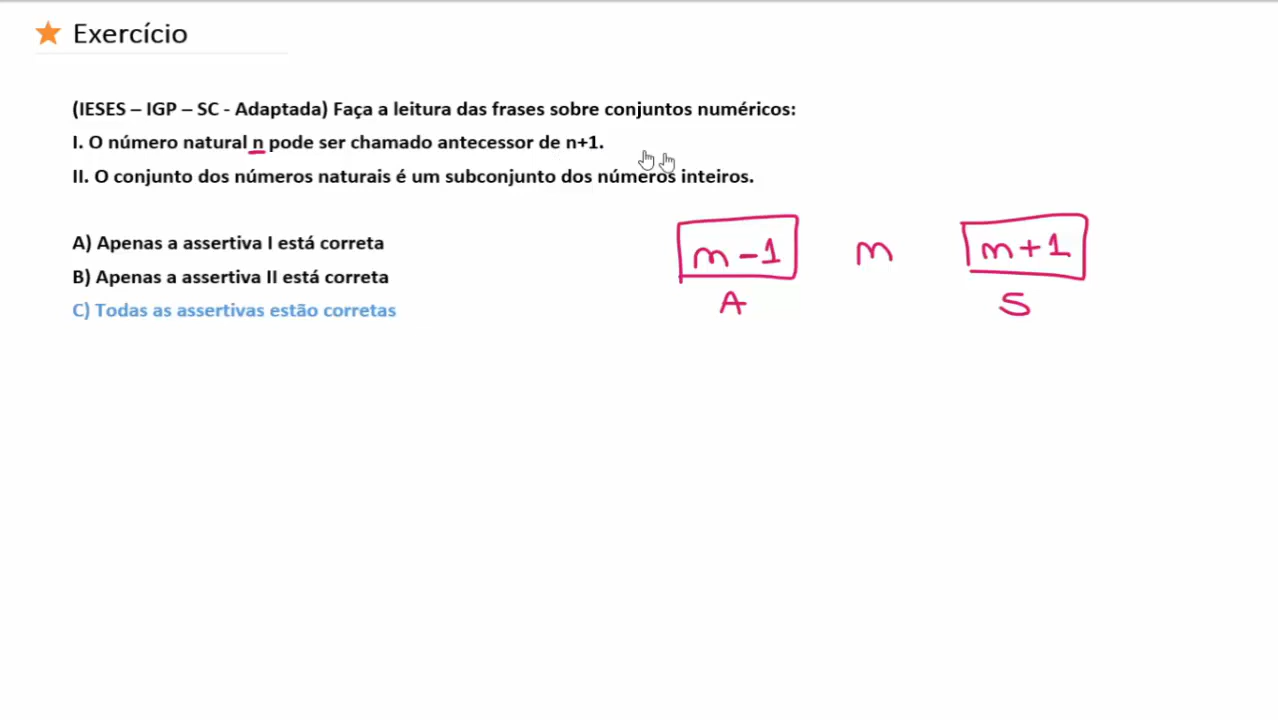 Exercício
(IESES – IGP – SC - Adaptada) Faça a leitura das frases sobre conjuntos numéricos:
I. O número natural n pode ser chamado antecessor de n+1.
II. O conjunto dos números naturais é um subconjunto dos números inteiros.
A) Apenas a assertiva I está correta
B) Apenas a assertiva II está correta
C) Todas as assertivas estão corretas
n-1 n n+1
A S